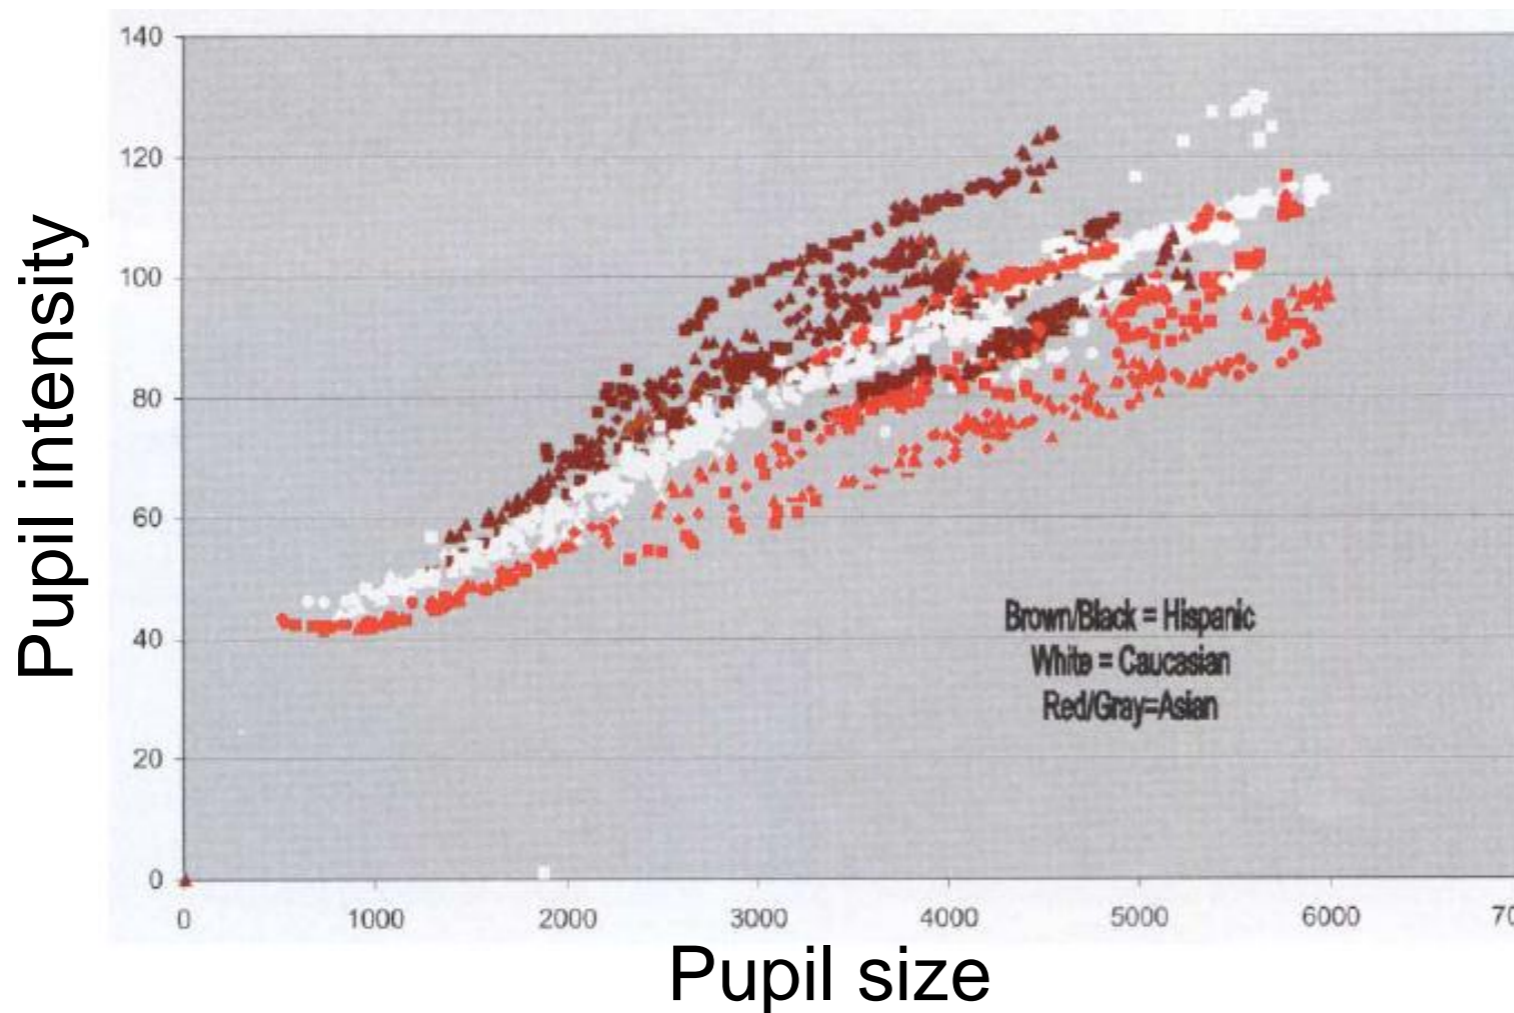 140
120
100
80
60
40
20
0
Pupil intensity
Brown/Black = Hispanic
White = Caucasian
Red/Gray=Asian
0 1000 2000 3000 4000 5000 6000 70
Pupil size